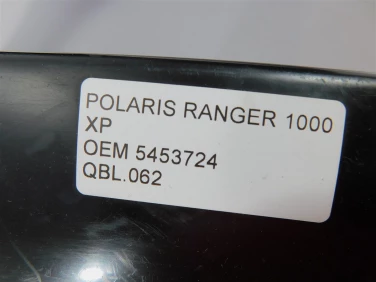 POLARIS RANGER 1000
XP
OEM 5453724
QBL.062